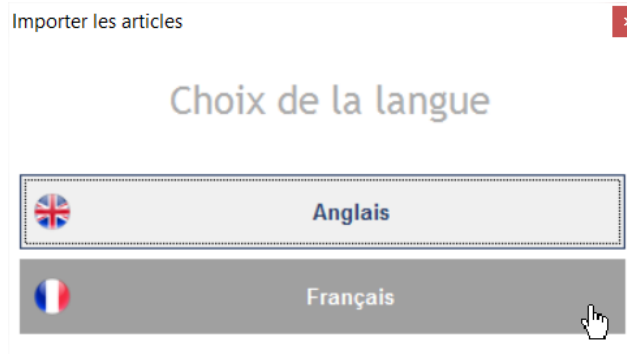 Importer les articles
Choix de la langue
Anglais
Français